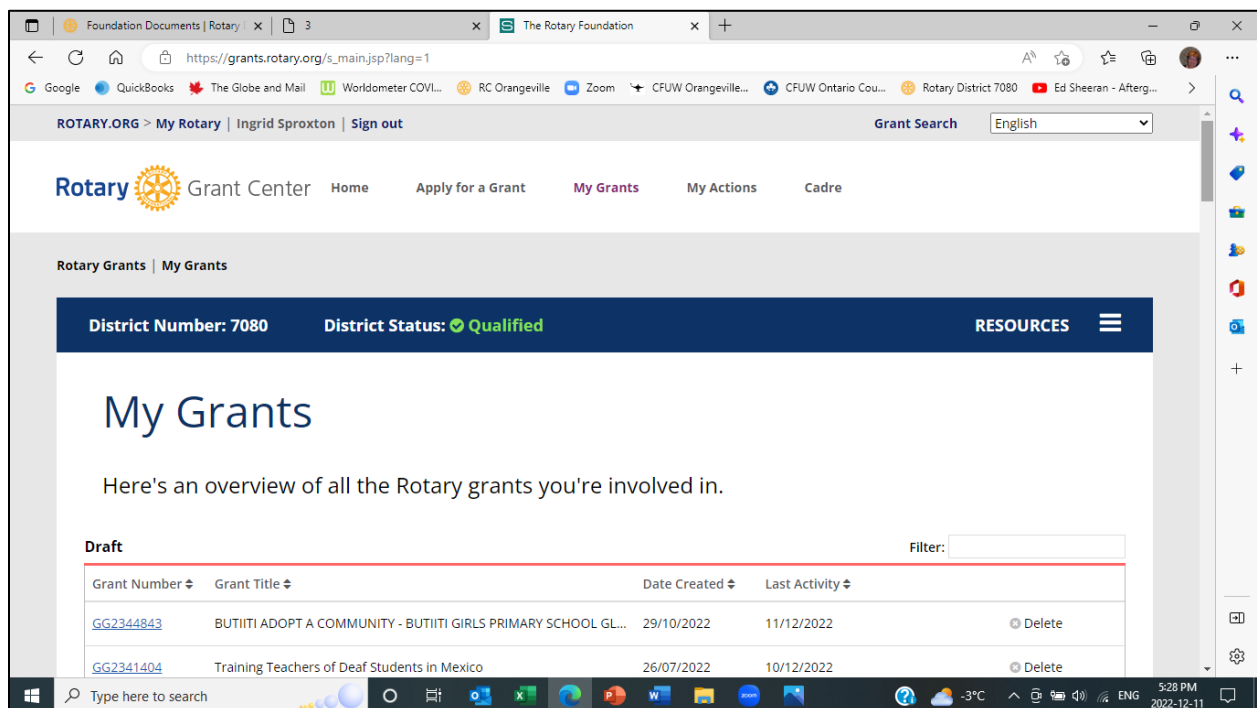 Foundation Documents | Rotary
3
The Rotary Foundation
https://grants.rotary.org/s_main.jsp?lang=1
Google QuickBooks The Globe and Mail Worldometer COVI... RC Orangeville Zoom CFUW Orangeville... CFUW Ontario Cou... Rotary District 7080 Ed Sheeran - Afterg...
ROTARY.ORG > My Rotary | Ingrid Sproxton | Sign out
Grant Search English
Rotary Grant Center Home Apply for a Grant My Grants My Actions Cadre
Rotary Grants | My Grants
District Number: 7080 District Status: Qualified RESOURCES
My Grants
Here's an overview of all the Rotary grants you're involved in.
Draft Filter:
Grant Number Grant Title Date Created Last Activity
GG2344843 BUTIITI ADOPT A COMMUNITY - BUTIITI GIRLS PRIMARY SCHOOL GL... 29/10/2022 11/12/2022 Delete
GG2341404 Training Teachers of Deaf Students in Mexico 26/07/2022 10/12/2022 Delete
Type here to search -3°C ENG 5:28 PM
2022-12-11